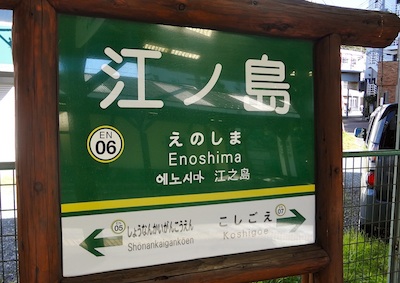 江ノ島
EN
06
えのしま
Enoshima
에노시마 江之島
05 しょうなんかいがんこうえん
Shōnankaigankōen
こしごえ 07
Koshigoe